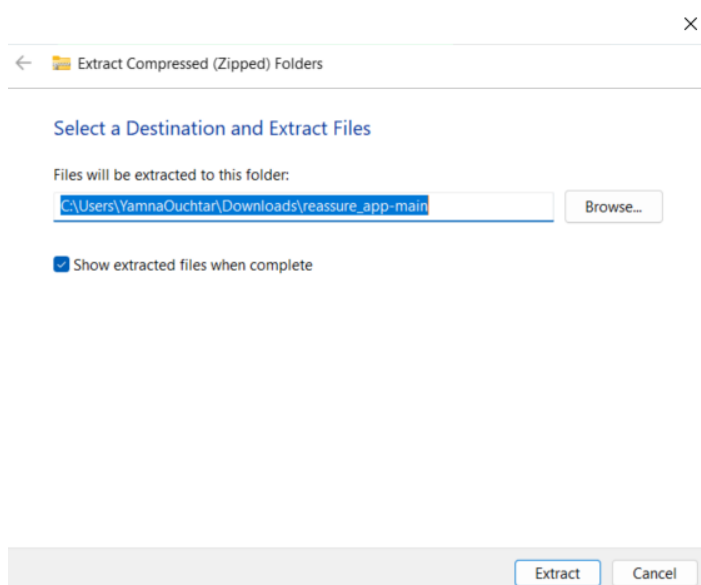 Extract Compressed (Zipped) Folders
Select a Destination and Extract Files
Files will be extracted to this folder:
C:\Users\YamnaOuchtar\Downloads\reassure_app-main
Browse...
Show extracted files when complete
Extract
Cancel